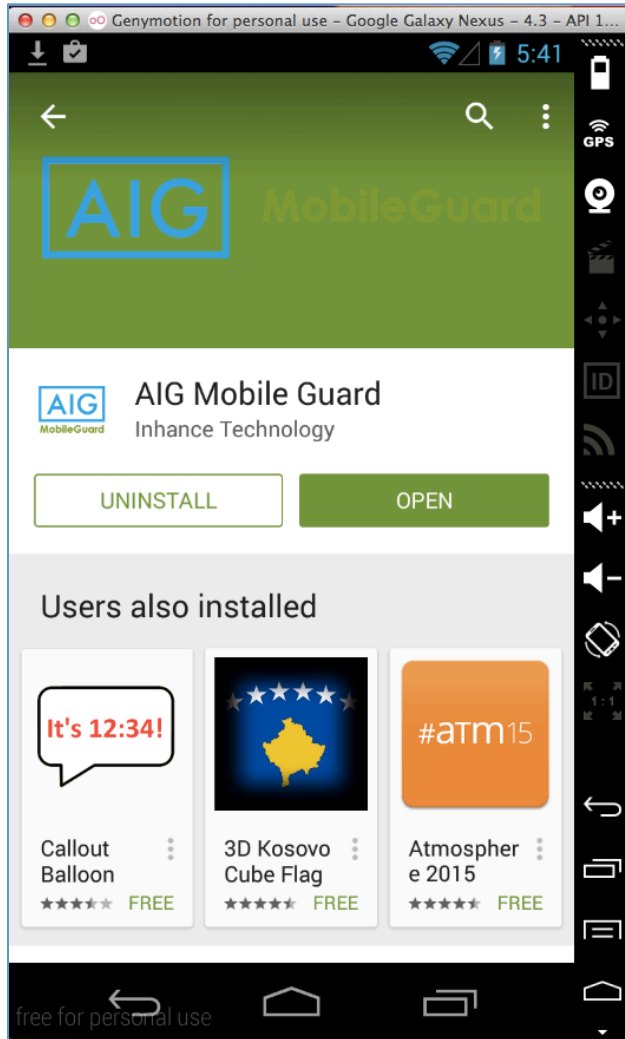 Genymotion for personal use - Google Galaxy Nexus - 4.3 - API 1...
5:41
GPS
AIG MobileGuard
ID
AIG
MobileGuard
AIG Mobile Guard
Inhance Technology
UNINSTALL
OPEN
Users also installed
1:1
It's 12:34!
#aTm15
Callout
Balloon
FREE
3D Kosovo
Cube Flag
FREE
Atmospher
e 2015
FREE
free for personal use